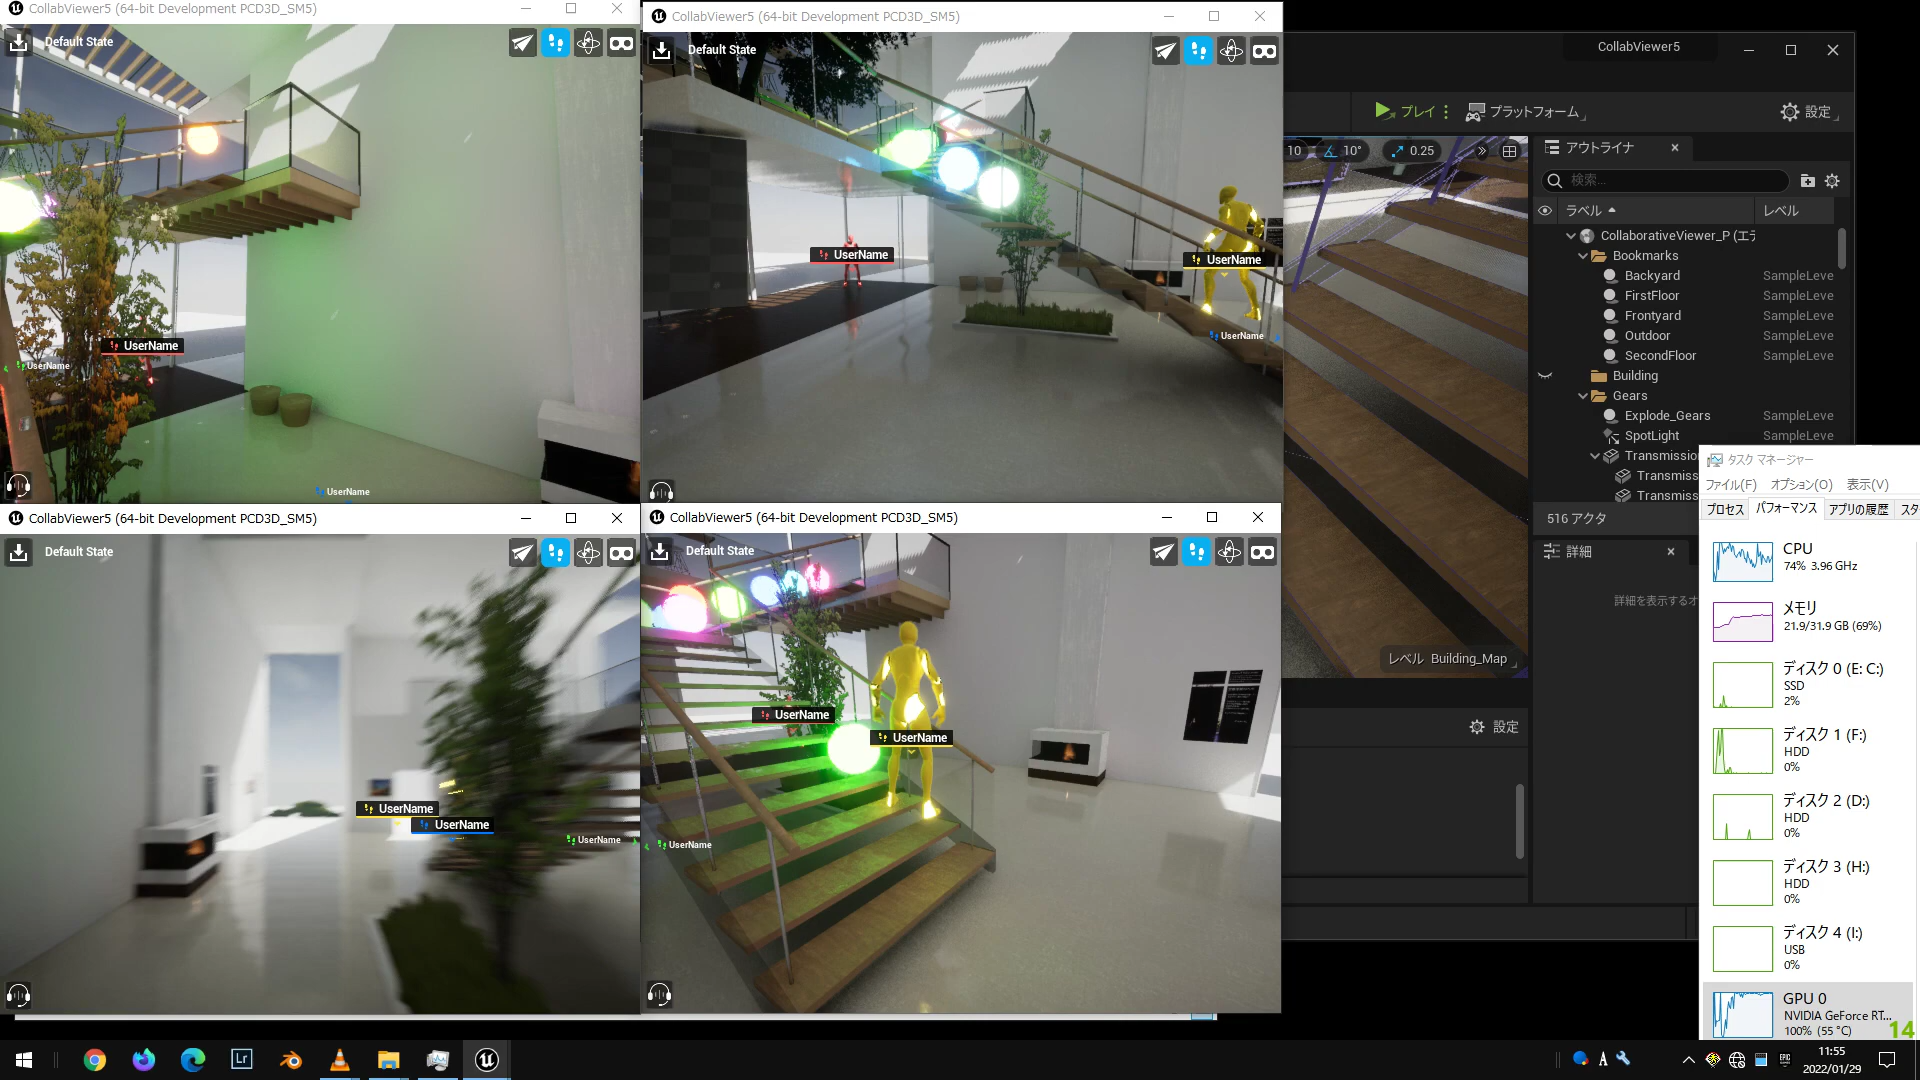 CollabViewer5 (64-bit Development PCD3D_SM5)
Default State
UserName
UserName
UserName
CollabViewer5 (64-bit Development PCD3D_SM5)
Default State
UserName
UserName
UserName
CollabViewer5 (64-bit Development PCD3D_SM5)
Default State
UserName
UserName
UserName
CollabViewer5 (64-bit Development PCD3D_SM5)
Default State
UserName
UserName
UserName
CollabViewer5
プレイ
プラットフォーム
設定
10
10°
0.25
アウトライナ
検索...
ラベル
レベル
CollaborativeViewer_P (エデ
Bookmarks
Backyard SampleLeve
FirstFloor SampleLeve
Frontyard SampleLeve
Outdoor SampleLeve
SecondFloor SampleLeve
Building
Gears
Explode_Gears SampleLeve
SpotLight SampleLeve
Transmission
Transmiss
Transmiss
516 アクタ
詳細
詳細を表示するオ
レベル Building_Map
設定
タスク マネージャー
ファイル(F) オプション(O) 表示(V)
プロセス パフォーマンス アプリの履歴 スタ
CPU
74% 3.96 GHz
メモリ
21.9/31.9 GB (69%)
ディスク 0 (E: C:)
SSD
2%
ディスク 1 (F:)
HDD
0%
ディスク 2 (D:)
HDD
0%
ディスク 3 (H:)
HDD
0%
ディスク 4 (I:)
USB
0%
GPU 0
NVIDIA GeForce RT...
100% (55 °C)
14
Lr
A
EPIC
11:55
2022/01/29